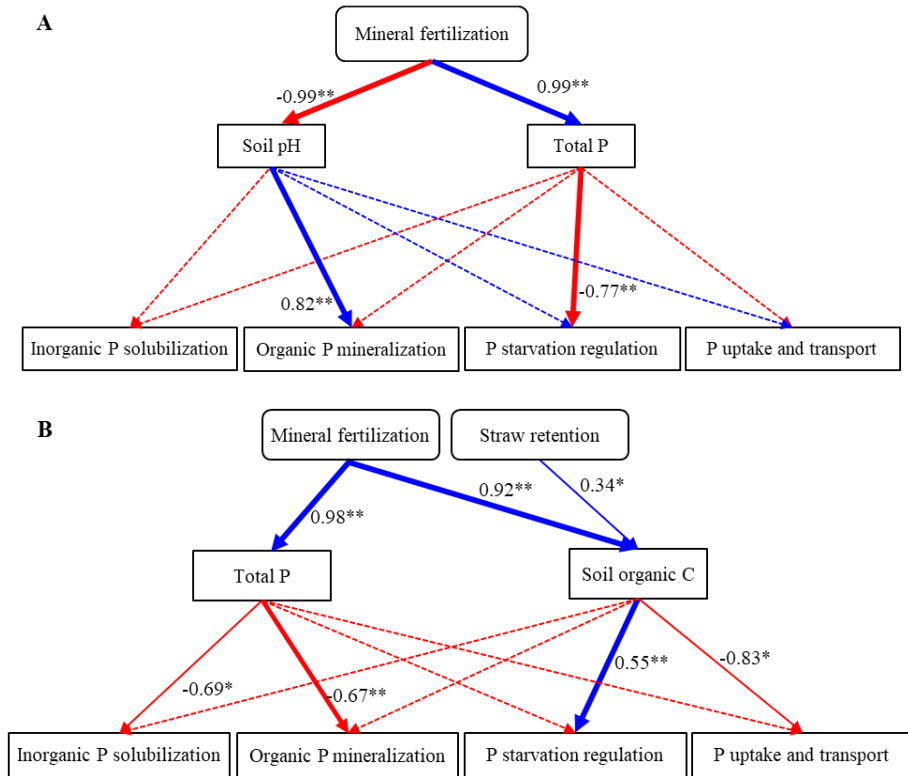 A
Mineral fertilization
-0.99**
0.99**
Soil pH
Total P
0.82**
-0.77**
Inorganic P solubilization
Organic P mineralization
P starvation regulation
P uptake and transport
B
Mineral fertilization
Straw retention
0.98**
0.92**
0.34*
Total P
Soil organic C
-0.69*
-0.67**
0.55**
-0.83*
Inorganic P solubilization
Organic P mineralization
P starvation regulation
P uptake and transport